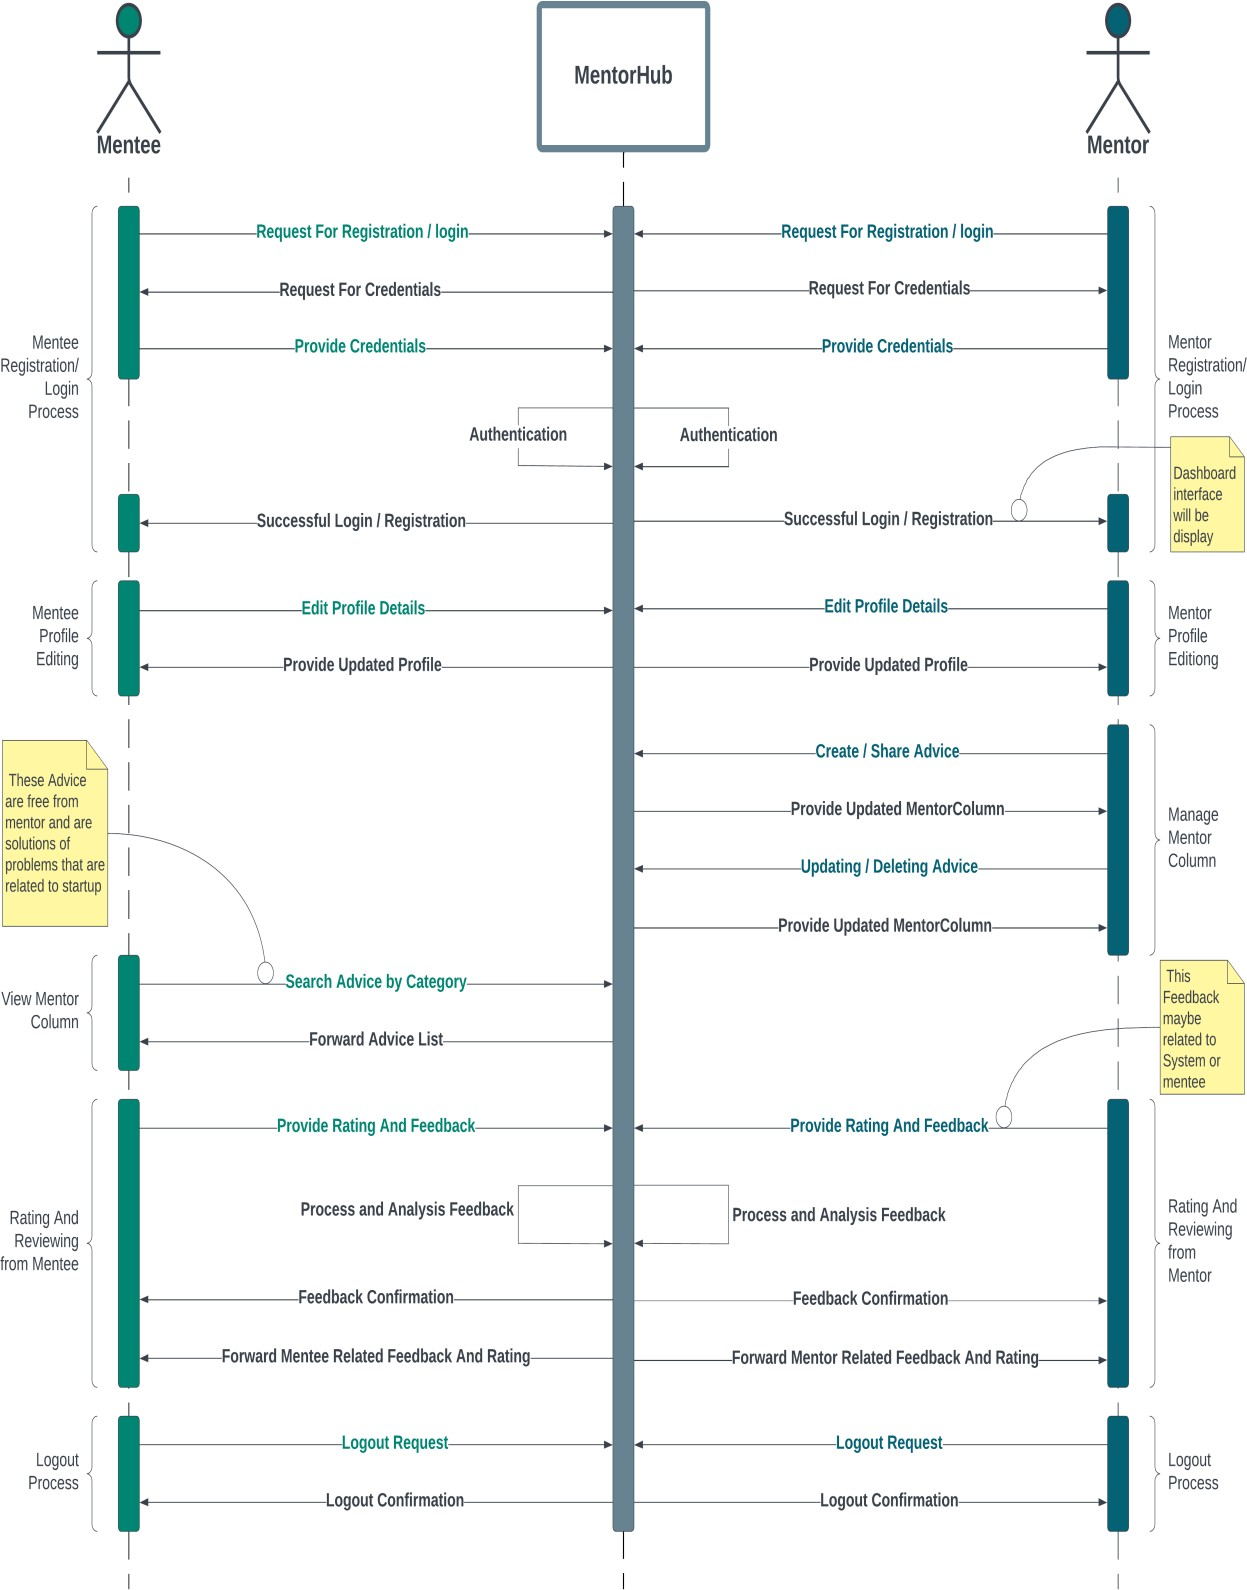 MentorHub
Mentee
Mentor
Request For Registration / login
Request For Registration / login
Request For Credentials
Request For Credentials
Provide Credentials
Provide Credentials
Mentee
Registration/
Login
Process
Mentor
Registration/
Login
Process
Authentication
Authentication
Dashboard
interface
will be
display
Successful Login / Registration
Successful Login / Registration
Mentee
Profile
Editing
Edit Profile Details
Edit Profile Details
Mentor
Profile
Editiong
Provide Updated Profile
Provide Updated Profile
These Advice
are free from
mentor and are
solutions of
problems that are
related to startup
Create / Share Advice
Provide Updated MentorColumn
Updating / Deleting Advice
Provide Updated MentorColumn
Manage
Mentor
Column
View Mentor
Column
Search Advice by Category
Forward Advice List
This
Feedback
maybe
related to
System or
mentee
Provide Rating And Feedback
Provide Rating And Feedback
Process and Analysis Feedback
Process and Analysis Feedback
Rating And
Reviewing
from Mentee
Rating And
Reviewing
from
Mentor
Feedback Confirmation
Feedback Confirmation
Forward Mentee Related Feedback And Rating
Forward Mentor Related Feedback And Rating
Logout
Process
Logout Request
Logout Request
Logout
Process
Logout Confirmation
Logout Confirmation